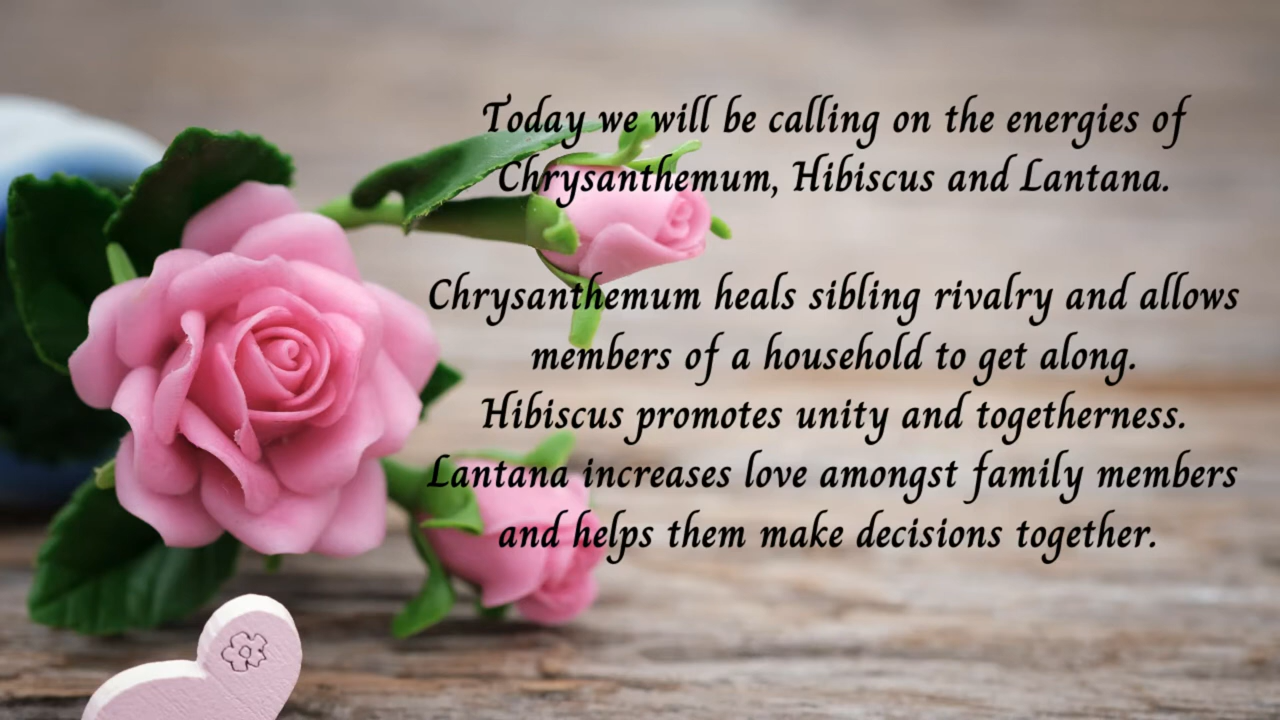 Today we will be calling on the energies of
Chrysanthemum, Hibiscus and Lantana.
Chrysanthemum heals sibling rivalry and allows
members of a household to get along.
Hibiscus promotes unity and togetherness.
Lantana increases love amongst family members
and helps them make decisions together.